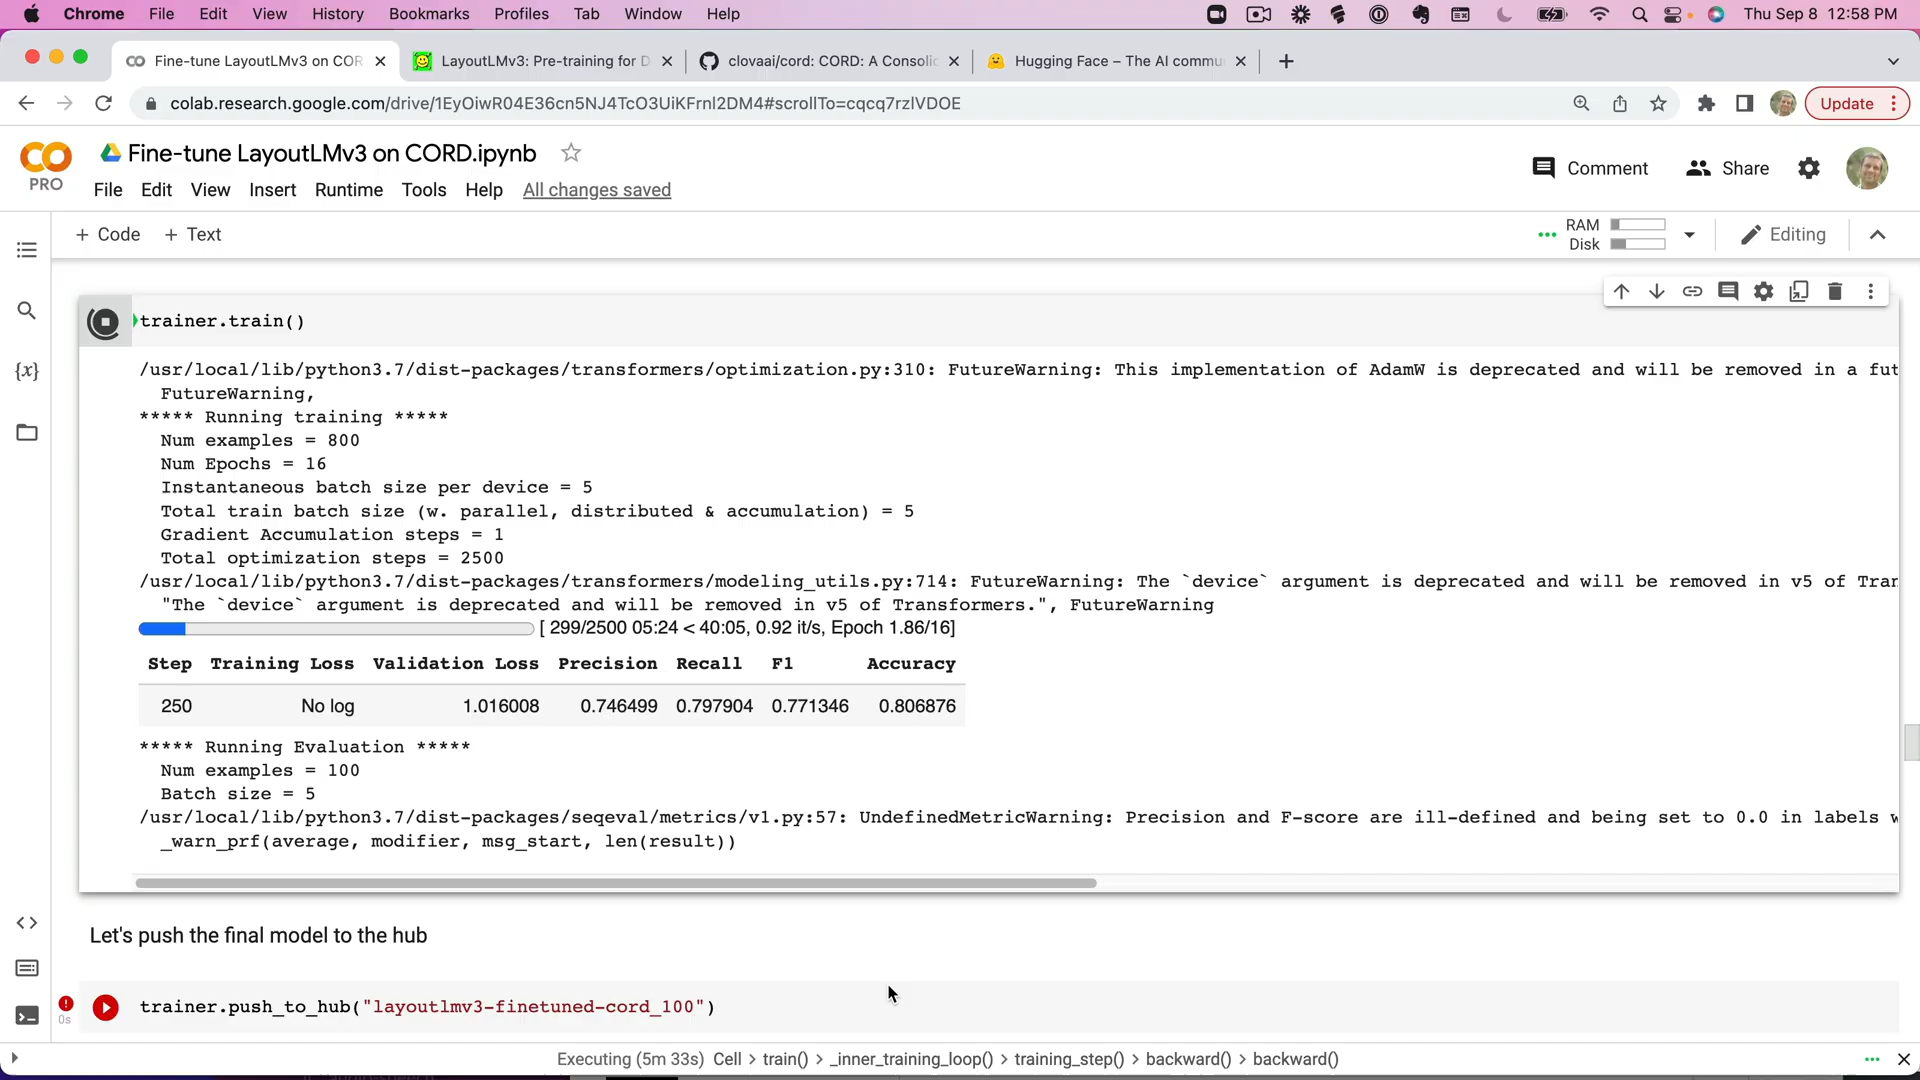 Chrome File Edit View History Bookmarks Profiles Tab Window Help Thu Sep 8 12:58 PM
Fine-tune LayoutLMv3 on COR LayoutLMv3: Pre-training for D clovaai/cord: CORD: A Consolic Hugging Face – The AI commu
colab.research.google.com/drive/1EyOiwR04E36cn5NJ4TcO3UiKFrnl2DM4#scrollTo=cqcq7rzlVDOE Update
CO PRO
Fine-tune LayoutLMv3 on CORD.ipynb
Comment Share
File Edit View Insert Runtime Tools Help All changes saved
+ Code + Text RAM Disk Editing
trainer.train()
/usr/local/lib/python3.7/dist-packages/transformers/optimization.py:310: FutureWarning: This implementation of AdamW is deprecated and will be removed in a fut
FutureWarning,
***** Running training *****
Num examples = 800
Num Epochs = 16
Instantaneous batch size per device = 5
Total train batch size (w. parallel, distributed & accumulation) = 5
Gradient Accumulation steps = 1
Total optimization steps = 2500
/usr/local/lib/python3.7/dist-packages/transformers/modeling_utils.py:714: FutureWarning: The `device` argument is deprecated and will be removed in v5 of Tran
"The `device` argument is deprecated and will be removed in v5 of Transformers.", FutureWarning
[ 299/2500 05:24 < 40:05, 0.92 it/s, Epoch 1.86/16]
Step Training Loss Validation Loss Precision Recall F1 Accuracy
250 No log 1.016008 0.746499 0.797904 0.771346 0.806876
***** Running Evaluation *****
Num examples = 100
Batch size = 5
/usr/local/lib/python3.7/dist-packages/seqeval/metrics/v1.py:57: UndefinedMetricWarning: Precision and F-score are ill-defined and being set to 0.0 in labels w
_warn_prf(average, modifier, msg_start, len(result))
Let's push the final model to the hub
0s
trainer.push_to_hub("layoutlmv3-finetuned-cord_100")
Executing (5m 33s) Cell > train() > _inner_training_loop() > training_step() > backward() > backward()